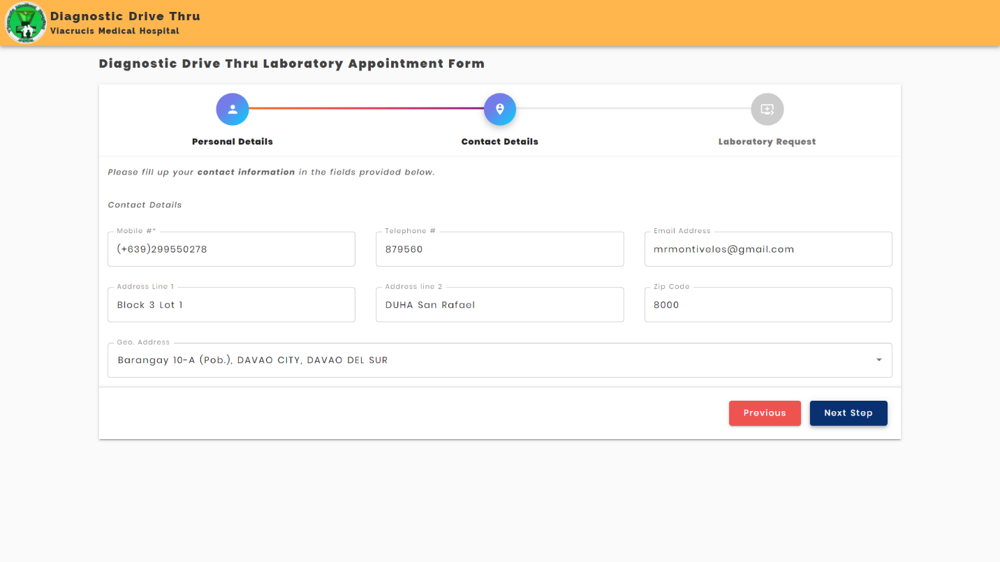 Diagnostic Drive Thru
Viacrucis Medical Hospital
Diagnostic Drive Thru Laboratory Appointment Form
Personal Details
Contact Details
Laboratory Request
Please fill up your contact information in the fields provided below.
Contact Details
Mobile #*
(+639)299550278
Telephone #
879560
Email Address
mrmontiveles@gmail.com
Address Line 1
Block 3 Lot 1
Address line 2
DUHA San Rafael
Zip Code
8000
Geo. Address
Barangay 10-A (Pob.), DAVAO CITY, DAVAO DEL SUR
Previous
Next Step